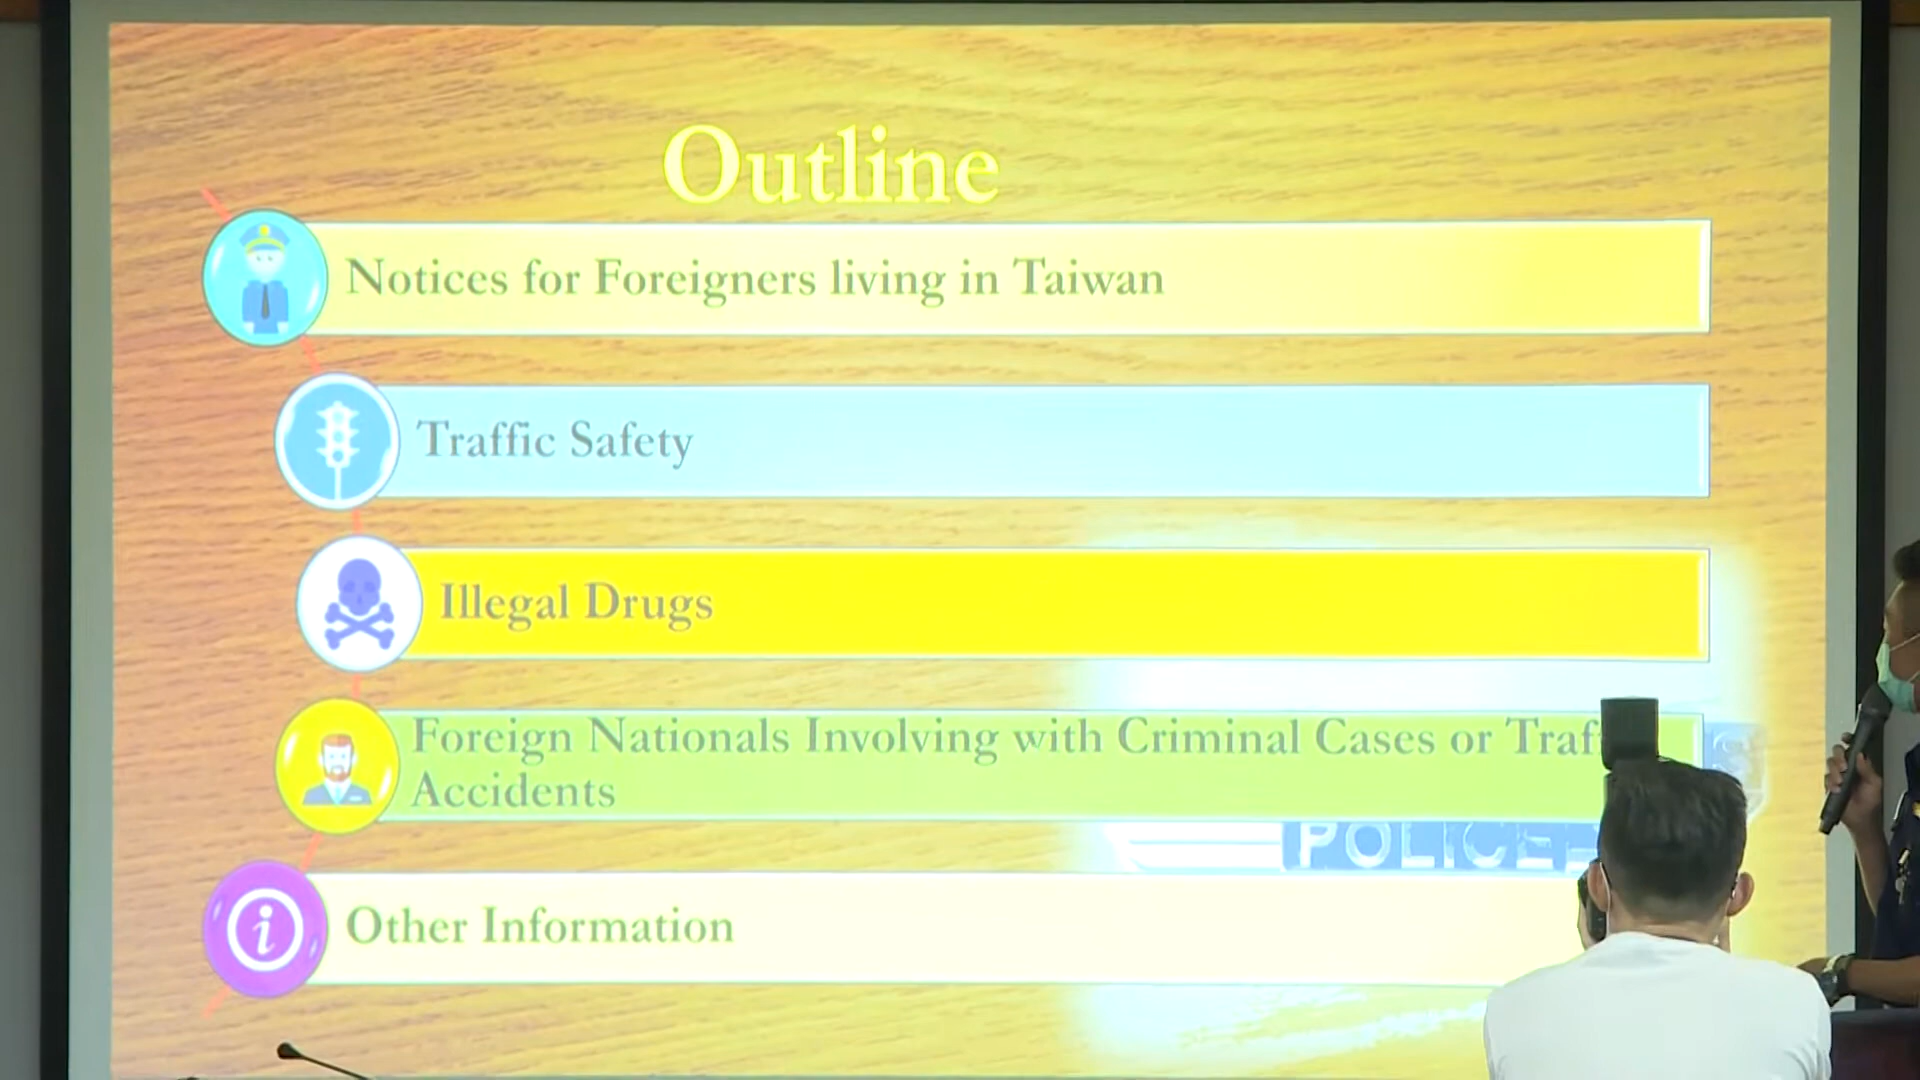 Outline
Notices for Foreigners living in Taiwan
Traffic Safety
Illegal Drugs
Foreign Nationals Involving with Criminal Cases or Traf
Accidents
POLICE
Other Information